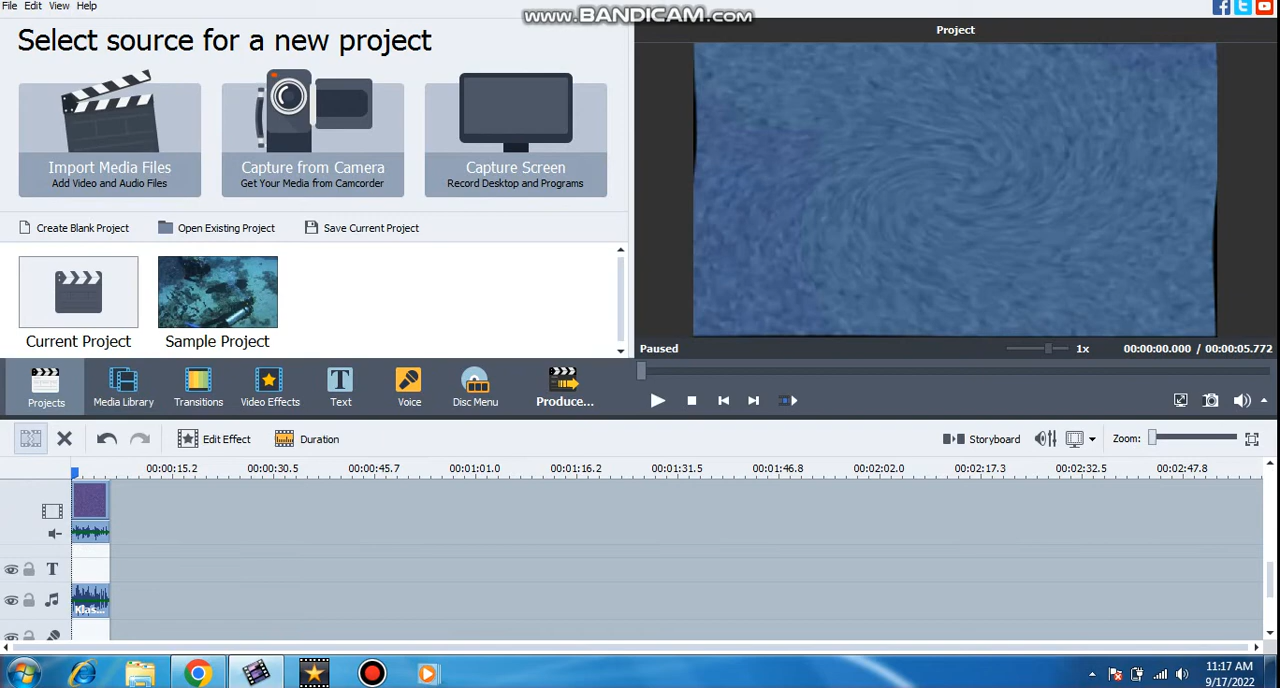 File Edit View Help
www.BANDICAM.com
Select source for a new project
Project
Import Media Files
Add Video and Audio Files
Capture from Camera
Get Your Media from Camcorder
Capture Screen
Record Desktop and Programs
Create Blank Project
Open Existing Project
Save Current Project
Current Project
Sample Project
Paused
1x
00:00:00.000 / 00:00:05.772
Projects
Media Library
Transitions
Video Effects
Text
Voice
Disc Menu
Produce...
Edit Effect
Duration
Storyboard
Zoom:
00:00:15.2 00:00:30.5 00:00:45.7 00:01:01.0 00:01:16.2 00:01:31.5 00:01:46.8 00:02:02.0 00:02:17.3 00:02:32.5 00:02:47.8
T
Klas...
11:17 AM
9/17/2022